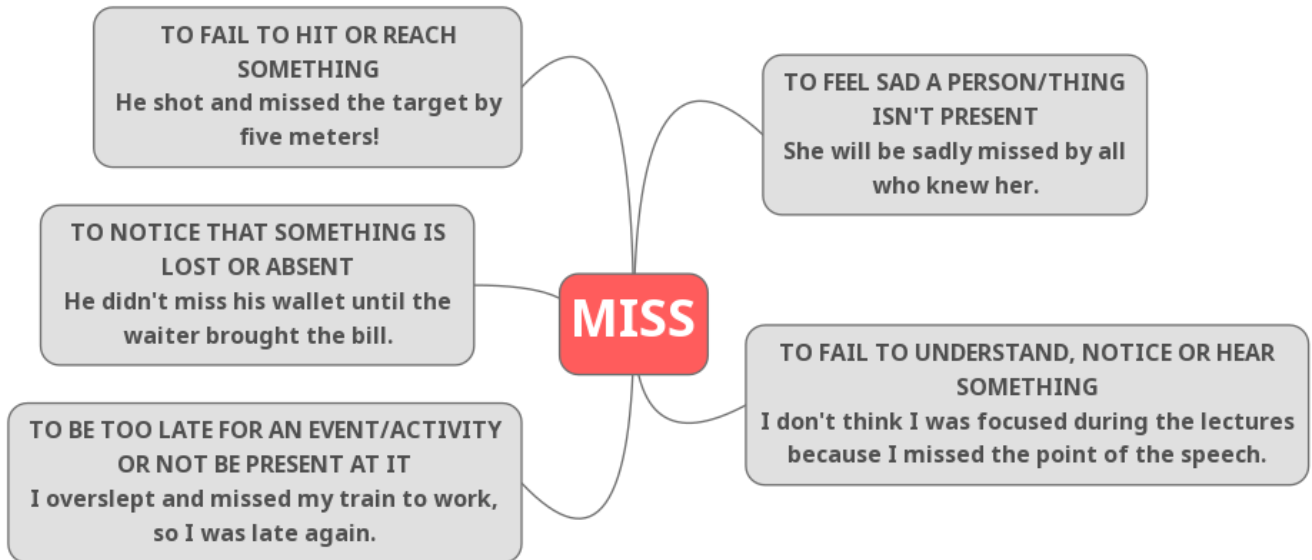 TO FAIL TO HIT OR REACH
SOMETHING
He shot and missed the target by
five meters!
TO FEEL SAD A PERSON/THING
ISN'T PRESENT
She will be sadly missed by all
who knew her.
TO NOTICE THAT SOMETHING IS
LOST OR ABSENT
He didn't miss his wallet until the
waiter brought the bill.
MISS
TO FAIL TO UNDERSTAND, NOTICE OR HEAR
SOMETHING
I don't think I was focused during the lectures
because I missed the point of the speech.
TO BE TOO LATE FOR AN EVENT/ACTIVITY
OR NOT BE PRESENT AT IT
I overslept and missed my train to work,
so I was late again.